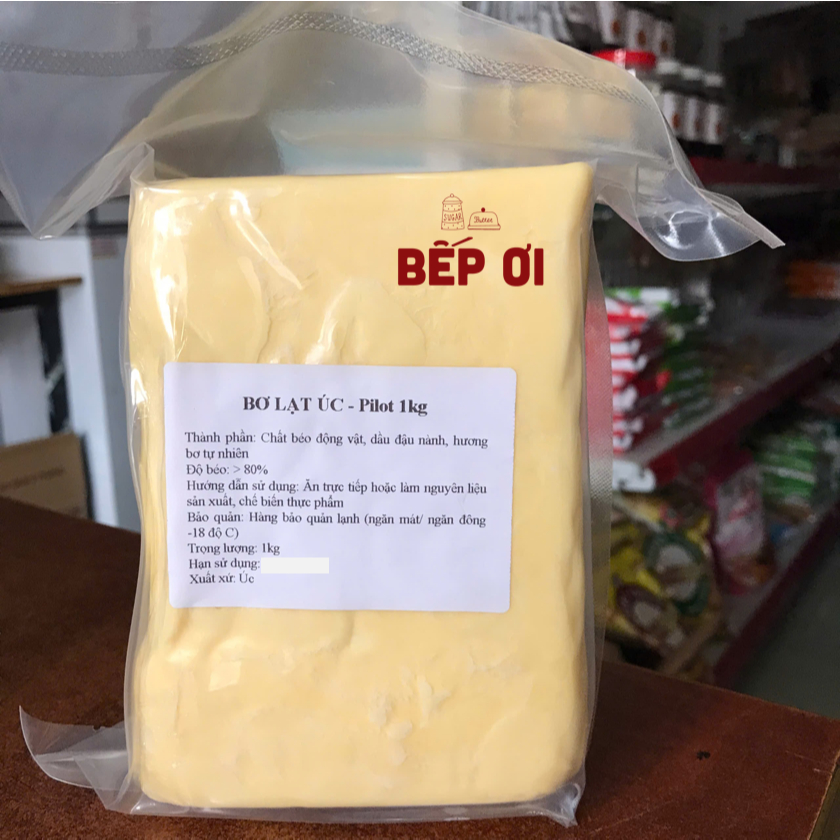 SUGAR
Butter
BẾP ƠI
BƠ LẠT ÚC - Pilot 1kg
Thành phần: Chất béo động vật, dầu đậu nành, hương
bơ tự nhiên
Độ béo: > 80%
Hướng dẫn sử dụng: Ăn trực tiếp hoặc làm nguyên liệu
sản xuất, chế biến thực phẩm
Bảo quản: Hàng bảo quản lạnh (ngăn mát/ ngăn đông
-18 độ C)
Trọng lượng: 1kg
Hạn sử dụng:
Xuất xứ: Úc